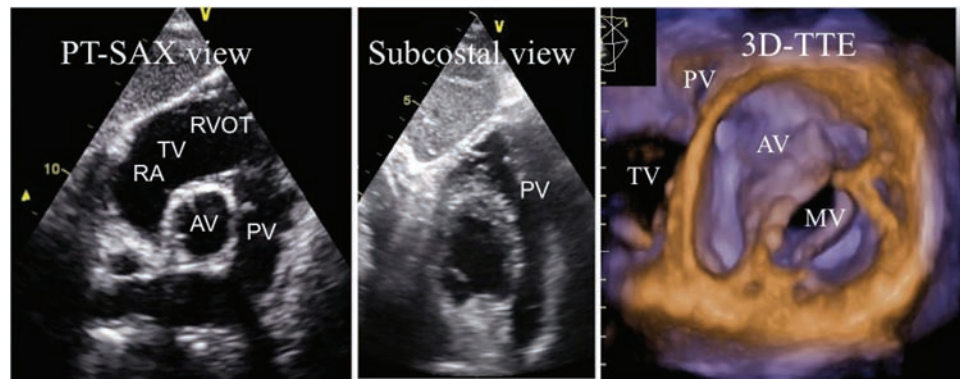 V
PT-SAX view
RVOT
TV
RA
10
AV
PV
V
Subcostal view
5
PV
3D-TTE
PV
AV
TV
MV